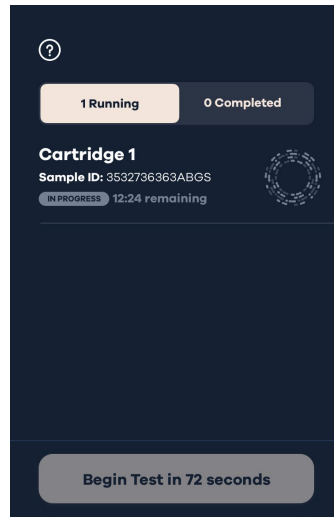 ?
1 Running
0 Completed
Cartridge 1
Sample ID: 3532736363ABGS
IN PROGRESS 12:24 remaining
Begin Test in 72 seconds